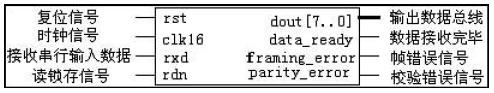 复位信号 rst dout[7..0] 输出数据总线
时钟信号 clk16 data_ready 数据接收完毕
接收串行输入数据 rxd framing_error 帧错误信号
读锁存信号 rdn parity_error 校验错误信号